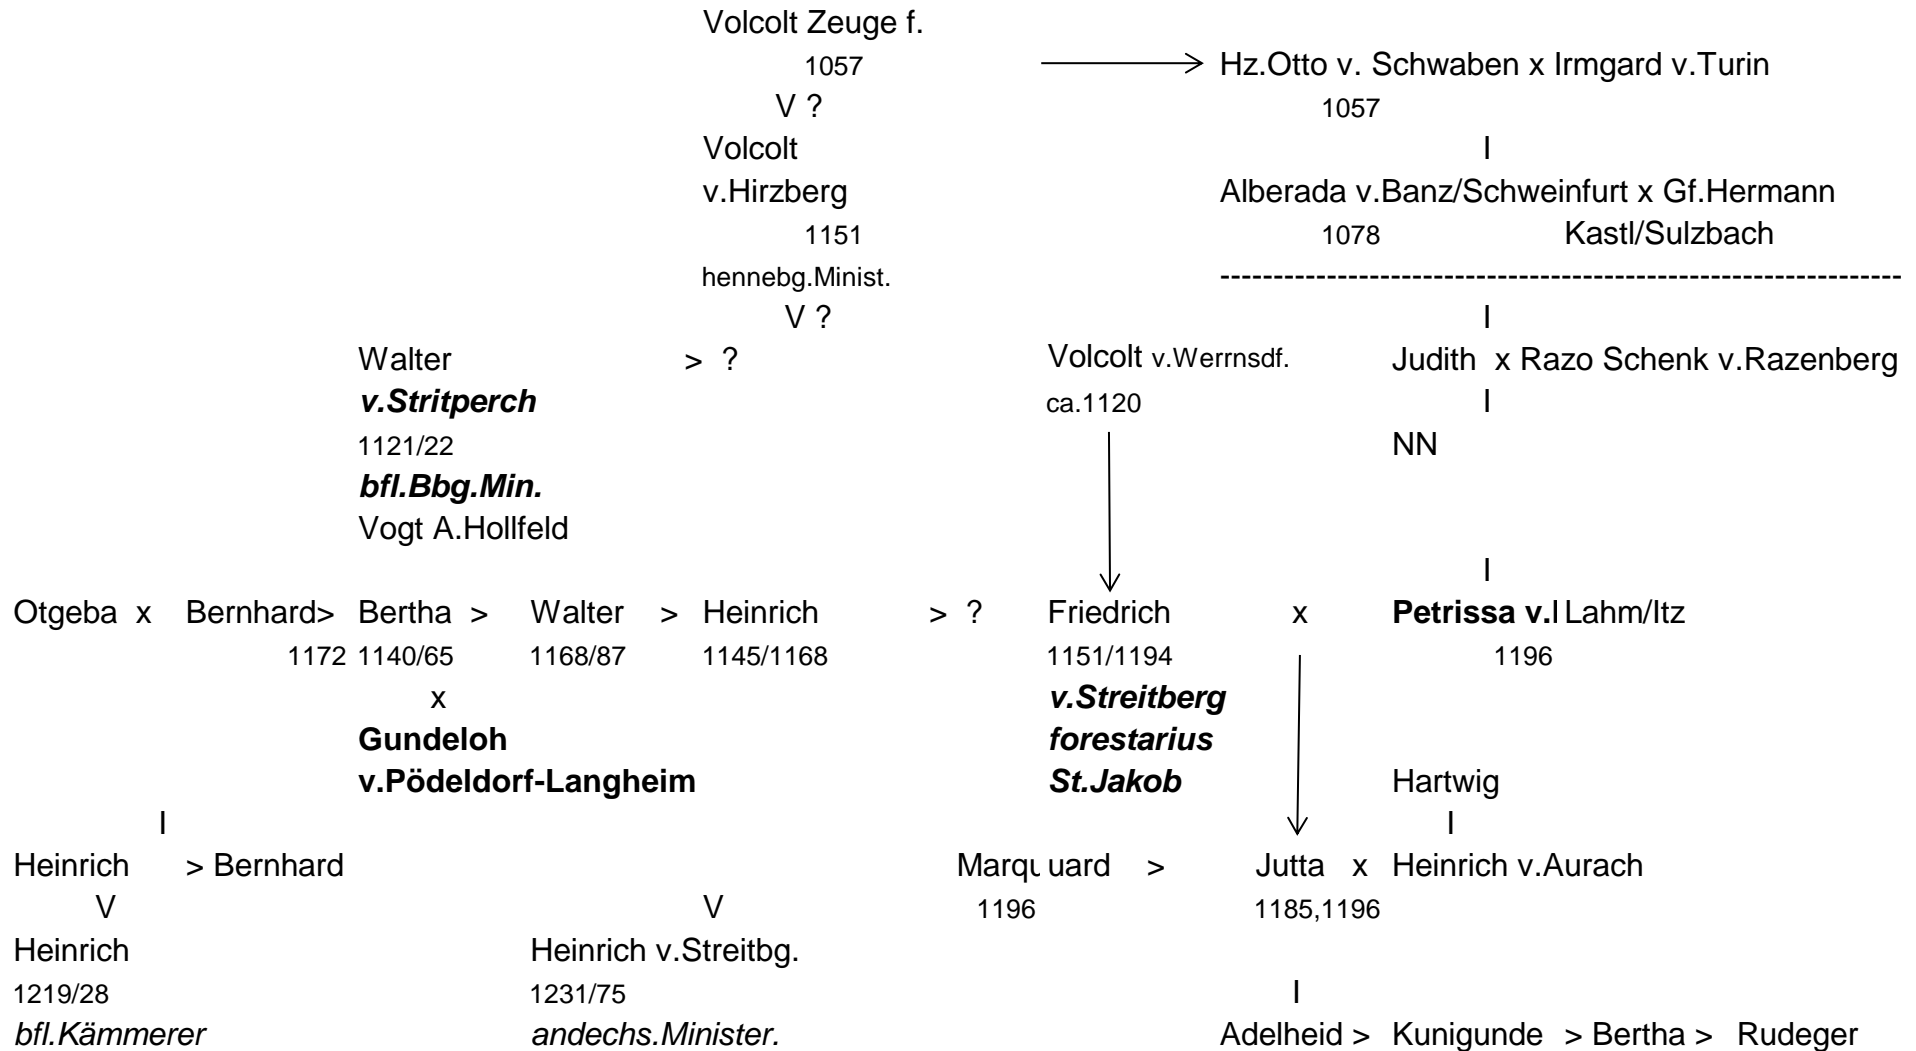 Volcolt Zeuge f.
1057 Hz.Otto v. Schwaben x Irmgard v.Turin
V ? 1057
Volcolt I
v.Hirzberg Alberada v.Banz/Schweinfurt x Gf.Hermann
1151 1078 Kastl/Sulzbach
hennebg.Minist. ----------------------------------------------------------------
V ? I
Walter > ? Volcolt v.Werrnsdf. Judith x Razo Schenk v.Razenberg
v.Stritperch ca.1120 I
1121/22 NN
bfl.Bbg.Min.
Vogt A.Hollfeld
I
Otgeba x Bernhard> Bertha > Walter > Heinrich > ? Friedrich x Petrissa v.l Lahm/Itz
1172 1140/65 1168/87 1145/1168 1151/1194 1196
x v.Streitberg
Gundeloh forestarius
v.Pödeldorf-Langheim St.Jakob Hartwig
I I
Heinrich > Bernhard Marquuard > Jutta x Heinrich v.Aurach
V V 1196 1185,1196
Heinrich Heinrich v.Streitbg.
1219/28 1231/75 I
bfl.Kämmerer andechs.Minister. Adelheid > Kunigunde > Bertha > Rudeger